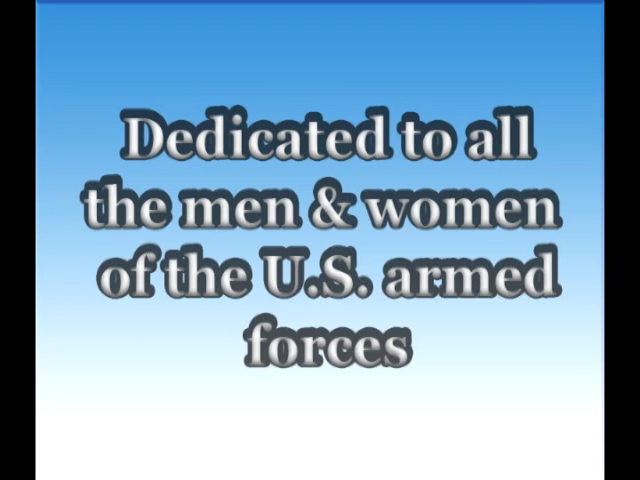 Dedicated to all
the men & women
of the U.S. armed
forces